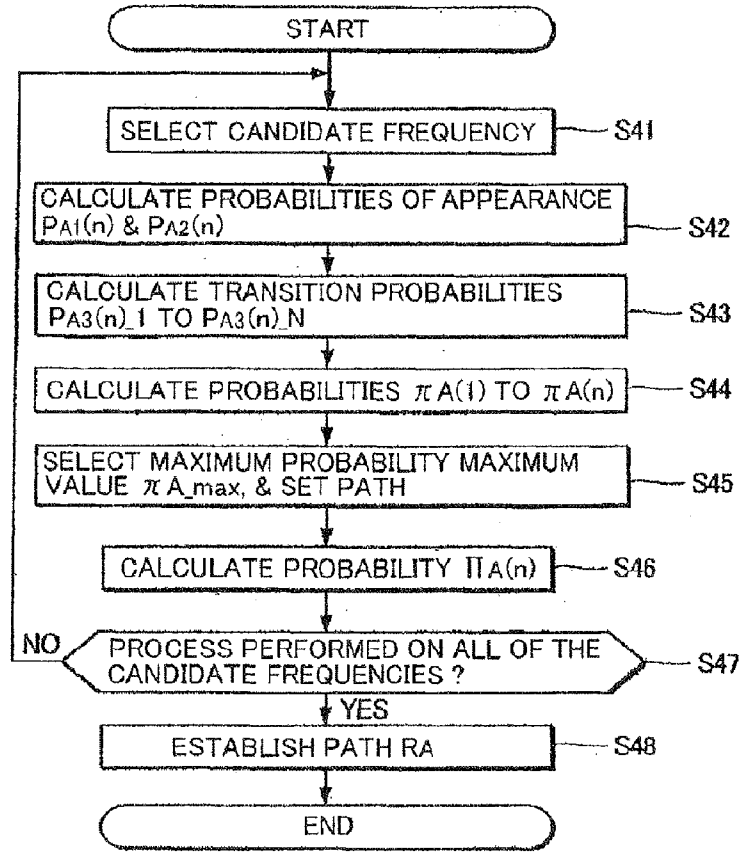 START
SELECT CANDIDATE FREQUENCY
S41
CALCULATE PROBABILITIES OF APPEARANCE
PA1(n) & PA2(n)
S42
CALCULATE TRANSITION PROBABILITIES
PA3(n)_1 TO PA3(n)_N
S43
CALCULATE PROBABILITIES πA(1) TO πA(n)
S44
SELECT MAXIMUM PROBABILITY MAXIMUM
VALUE πA_max, & SET PATH
S45
CALCULATE PROBABILITY ΠA(n)
S46
NO
PROCESS PERFORMED ON ALL OF THE
CANDIDATE FREQUENCIES ?
S47
YES
ESTABLISH PATH RA
S48
END